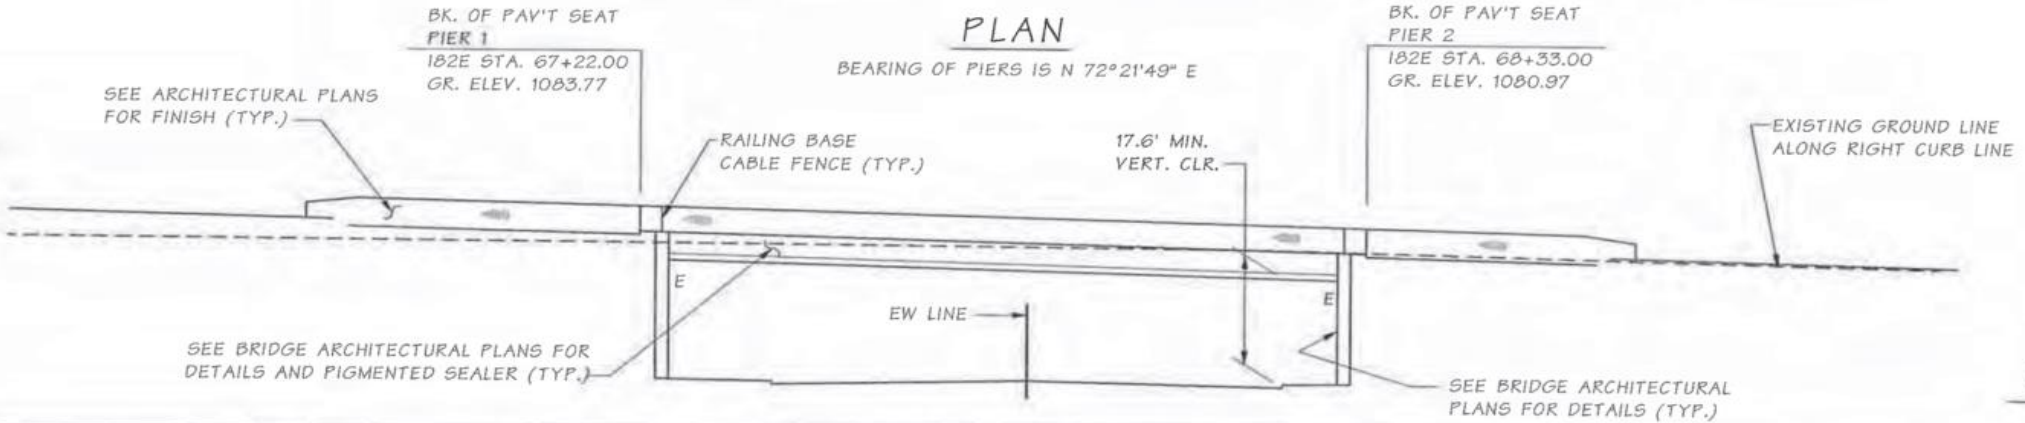 BK. OF PAV'T SEAT
PIER 1
182E STA. 67+22.00
GR. ELEV. 1083.77
PLAN
BEARING OF PIERS IS N 72°21'49" E
BK. OF PAV'T SEAT
PIER 2
182E STA. 68+33.00
GR. ELEV. 1080.97
SEE ARCHITECTURAL PLANS
FOR FINISH (TYP.)
RAILING BASE
CABLE FENCE (TYP.)
17.6' MIN.
VERT. CLR.
EXISTING GROUND LINE
ALONG RIGHT CURB LINE
E
E
EW LINE
SEE BRIDGE ARCHITECTURAL PLANS FOR
DETAILS AND PIGMENTED SEALER (TYP.)
SEE BRIDGE ARCHITECTURAL
PLANS FOR DETAILS (TYP.)